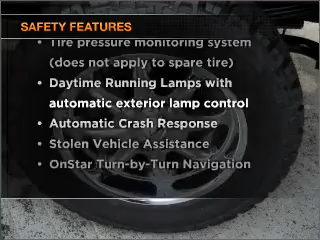 SAFETY FEATURES
• Tire pressure monitoring system
(does not apply to spare tire)
• Daytime Running Lamps with
automatic exterior lamp control
• Automatic Crash Response
• Stolen Vehicle Assistance
• OnStar Turn-by-Turn Navigation